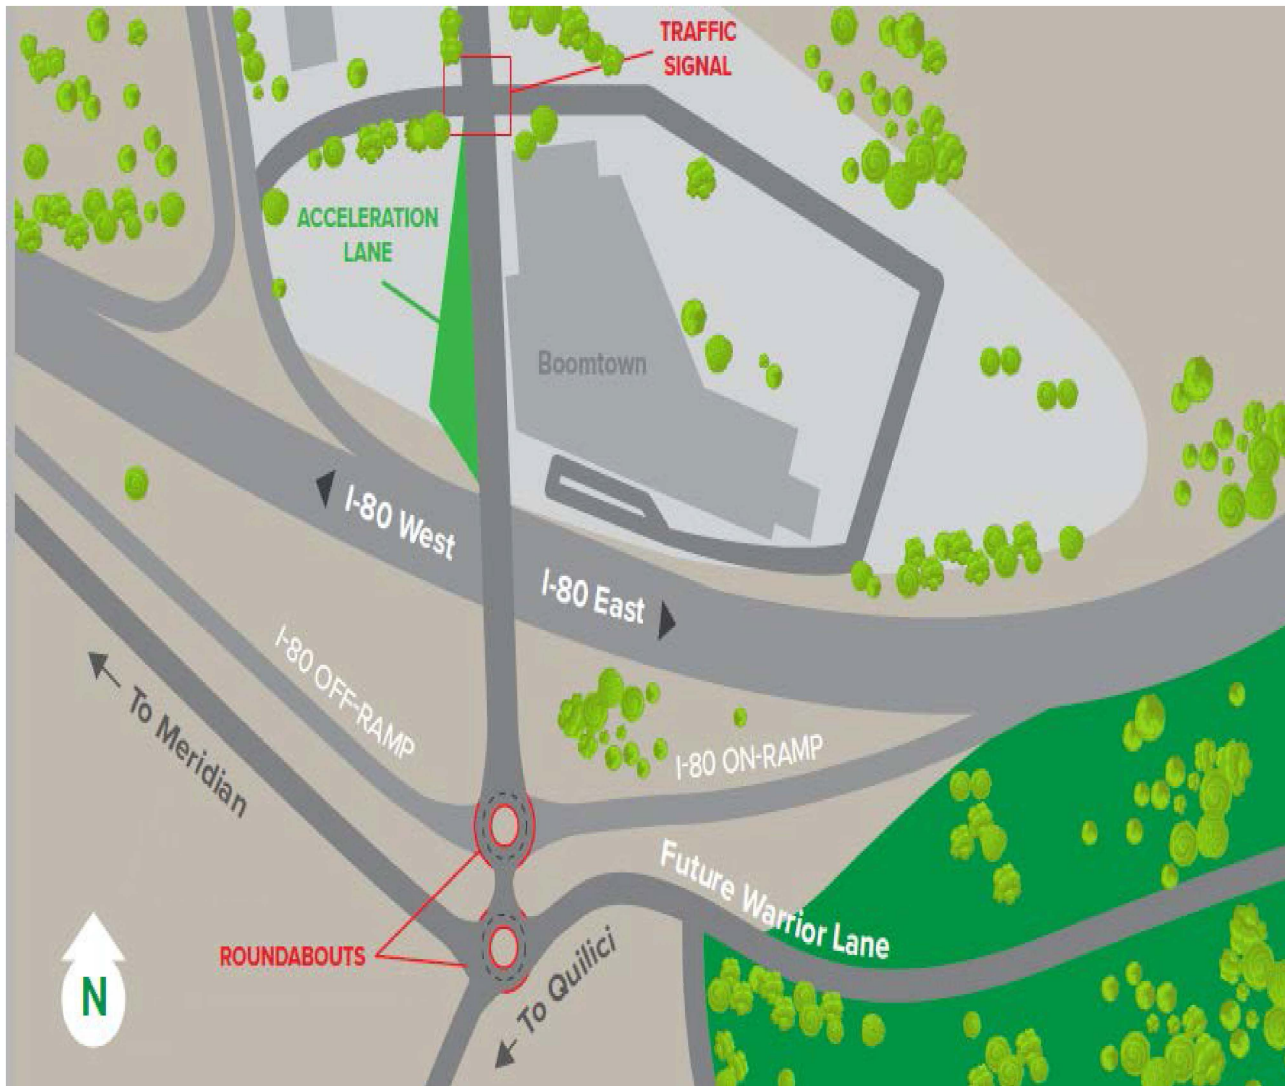 TRAFFIC
SIGNAL
ACCELERATION
LANE
Boomtown
I-80 West
I-80 East
I-80 OFF-RAMP
To Meridian
I-80 ON-RAMP
Future Warrior Lane
ROUNDABOUTS
To Quilici
N